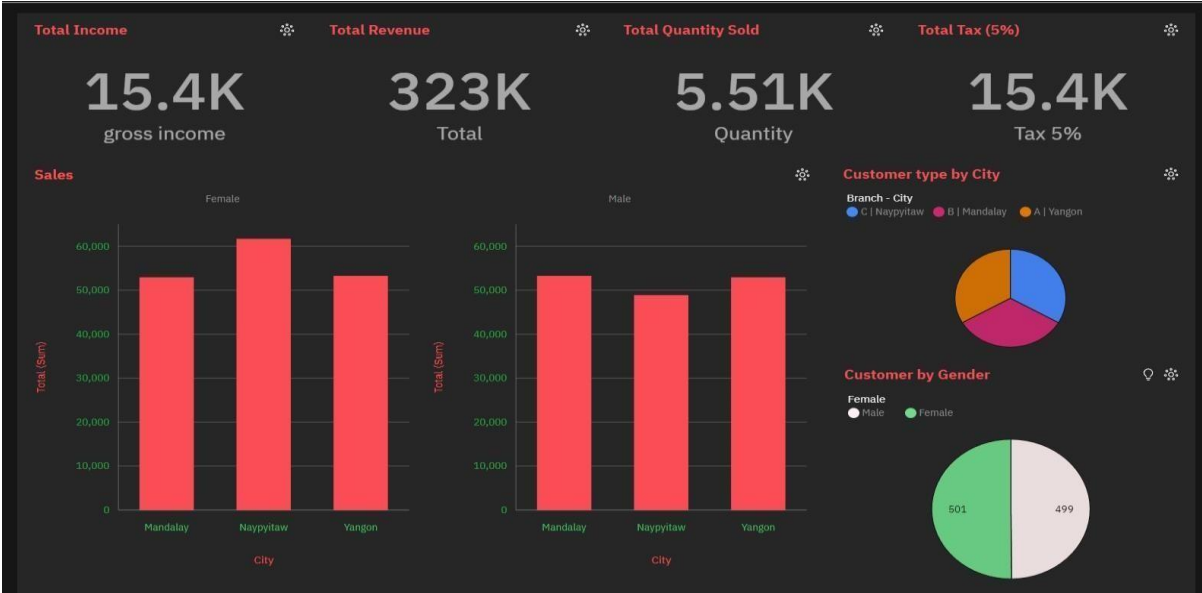 Total Income
15.4K
gross income
Total Revenue
323K
Total
Total Quantity Sold
5.51K
Quantity
Total Tax (5%)
15.4K
Tax 5%
Sales
Female
Total (Sum)
60,000
50,000
40,000
30,000
20,000
10,000
0
Mandalay Naypyitaw Yangon
City
Male
Total (Sum)
60,000
50,000
40,000
30,000
20,000
10,000
0
Mandalay Naypyitaw Yangon
City
Customer type by City
Branch - City
C | Naypyitaw B | Mandalay A | Yangon
Customer by Gender
Female
Male Female
501 499